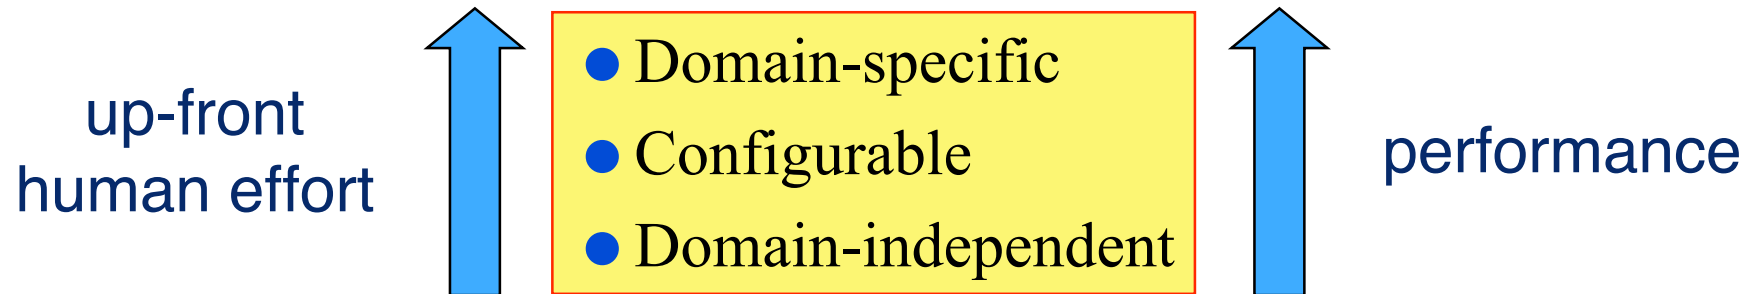 up-front
human effort
● Domain-specific
● Configurable
● Domain-independent
performance